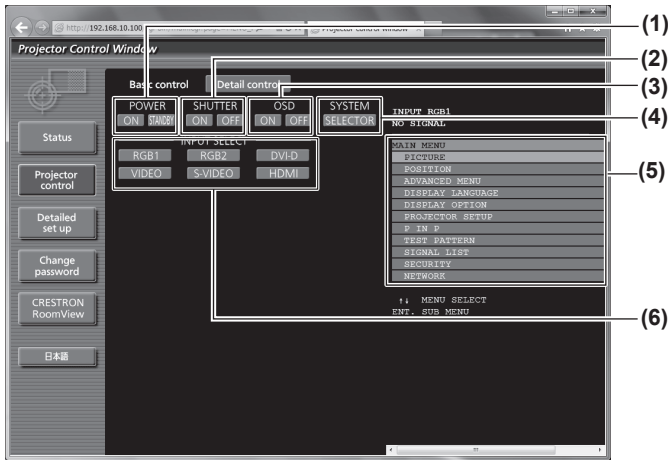 http://192.168.10.100
Projector Control Window
Projector Control Window
Basic control Detail control
POWER SHUTTER OSD SYSTEM
ON STANDBY ON OFF ON OFF SELECTOR
INPUT SELECT
RGB1 RGB2 DVI-D
VIDEO S-VIDEO HDMI
INPUT RGB1
NO SIGNAL
MAIN MENU
PICTURE
POSITION
ADVANCED MENU
DISPLAY LANGUAGE
DISPLAY OPTION
PROJECTOR SETUP
P IN P
TEST PATTERN
SIGNAL LIST
SECURITY
NETWORK
↑↓ MENU SELECT
ENT. SUB MENU
Status
Projector
control
Detailed
set up
Change
password
CRESTRON
RoomView
日本語
(1)
(2)
(3)
(4)
(5)
(6)